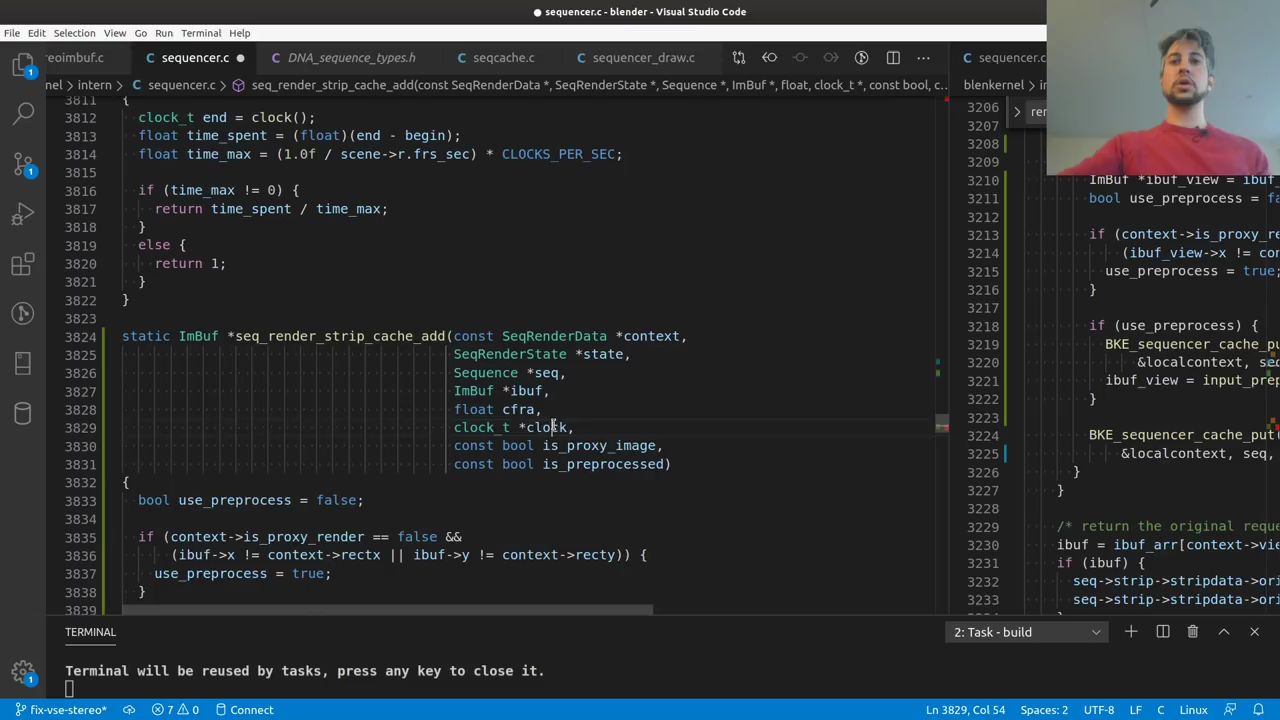 ● sequencer.c - blender - Visual Studio Code
File Edit Selection View Go Run Terminal Help
reoimbuf.c
C sequencer.c ●
C DNA_sequence_types.h
C seqcache.c
C sequencer_draw.c
C sequencer.c
kernel › intern › C sequencer.c › seq_render_strip_cache_add(const SeqRenderData *, SeqRenderState *, Sequence *, ImBuf *, float, clock_t *, const bool, c…
3811 {
3812 clock_t end = clock();
3813 float time_spent = (float)(end - begin);
3814 float time_max = (1.0f / scene->r.frs_sec) * CLOCKS_PER_SEC;
3815
3816 if (time_max != 0) {
3817 return time_spent / time_max;
3818 }
3819 else {
3820 return 1;
3821 }
3822 }
3823
3824 static ImBuf *seq_render_strip_cache_add(const SeqRenderData *context,
3825 SeqRenderState *state,
3826 Sequence *seq,
3827 ImBuf *ibuf,
3828 float cfra,
3829 clock_t *clock,
3830 const bool is_proxy_image,
3831 const bool is_preprocessed)
3832 {
3833 bool use_preprocess = false;
3834
3835 if (context->is_proxy_render == false &&
3836 (ibuf->x != context->rectx || ibuf->y != context->recty)) {
3837 use_preprocess = true;
3838 }
3839
blenkernel › in
3206
3207
3208
3209
3210 ImBuf *ibuf_view = ibuf
3211 bool use_preprocess = fa
3212
3213 if (context->is_proxy_re
3214 (ibuf_view->x != con
3215 use_preprocess = true;
3216 }
3217
3218 if (use_preprocess) {
3219 BKE_sequencer_cache_pu
3220 &localcontext, sec
3221 ibuf_view = input_prep
3222 }
3223
3224 BKE_sequencer_cache_put(
3225 &localcontext, seq,
3226 }
3227 }
3228
3229 /* return the original reque
3230 ibuf = ibuf_arr[context->vie
3231 if (ibuf) {
3232 seq->strip->stripdata->ori
3233 seq->strip->stripdata->ori
3234
TERMINAL
2: Task - build
Terminal will be reused by tasks, press any key to close it.
fix-vse-stereo* 7 0 Connect
Ln 3829, Col 54 Spaces: 2 UTF-8 LF C Linux